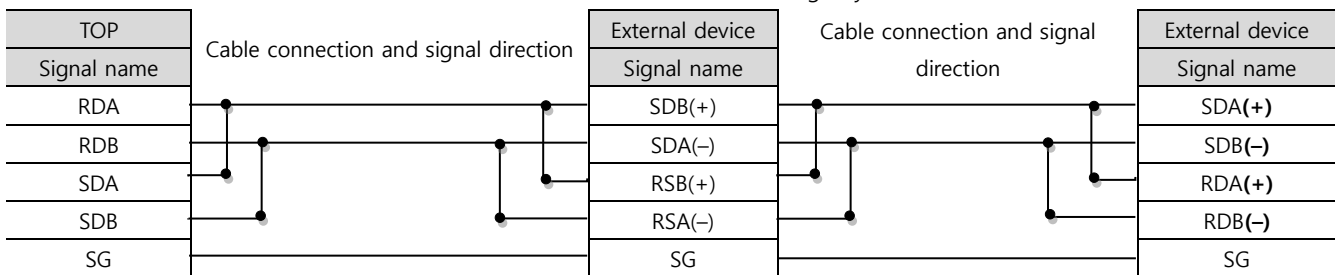 TOP
Cable connection and signal direction
External device
Cable connection and signal
direction
External device
Signal name
Signal name
Signal name
RDA
SDB(+)
SDA(+)
RDB
SDA(–)
SDB(–)
SDA
RSB(+)
RDA(+)
SDB
RSA(–)
RDB(–)
SG
SG
SG